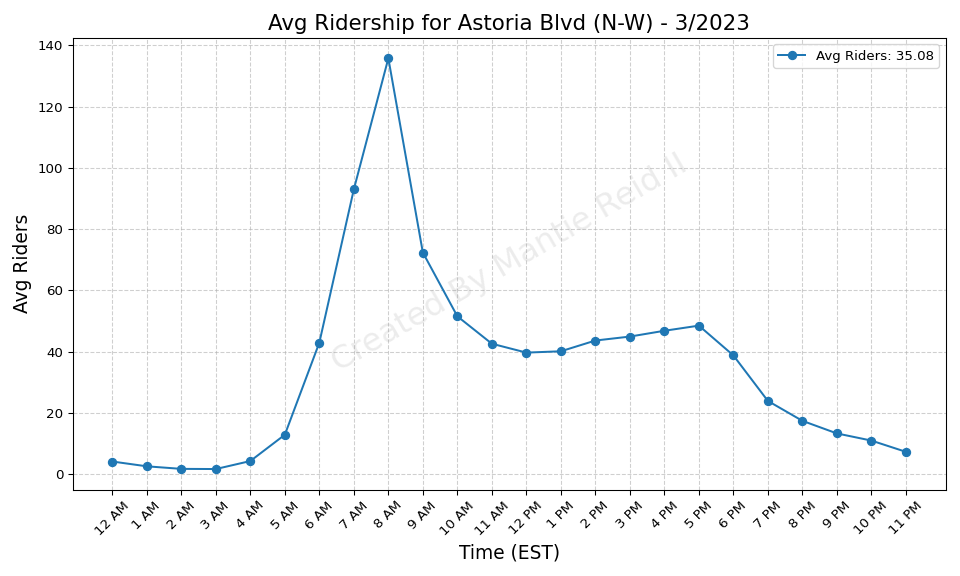 Avg Ridership for Astoria Blvd (N-W) - 3/2023
Avg Riders: 35.08
Avg Riders
140
120
100
80
60
40
20
0
Created By Mantie Reid II
12 AM
1 AM
2 AM
3 AM
4 AM
5 AM
6 AM
7 AM
8 AM
9 AM
10 AM
11 AM
12 PM
1 PM
2 PM
3 PM
4 PM
5 PM
6 PM
7 PM
8 PM
9 PM
10 PM
11 PM
Time (EST)